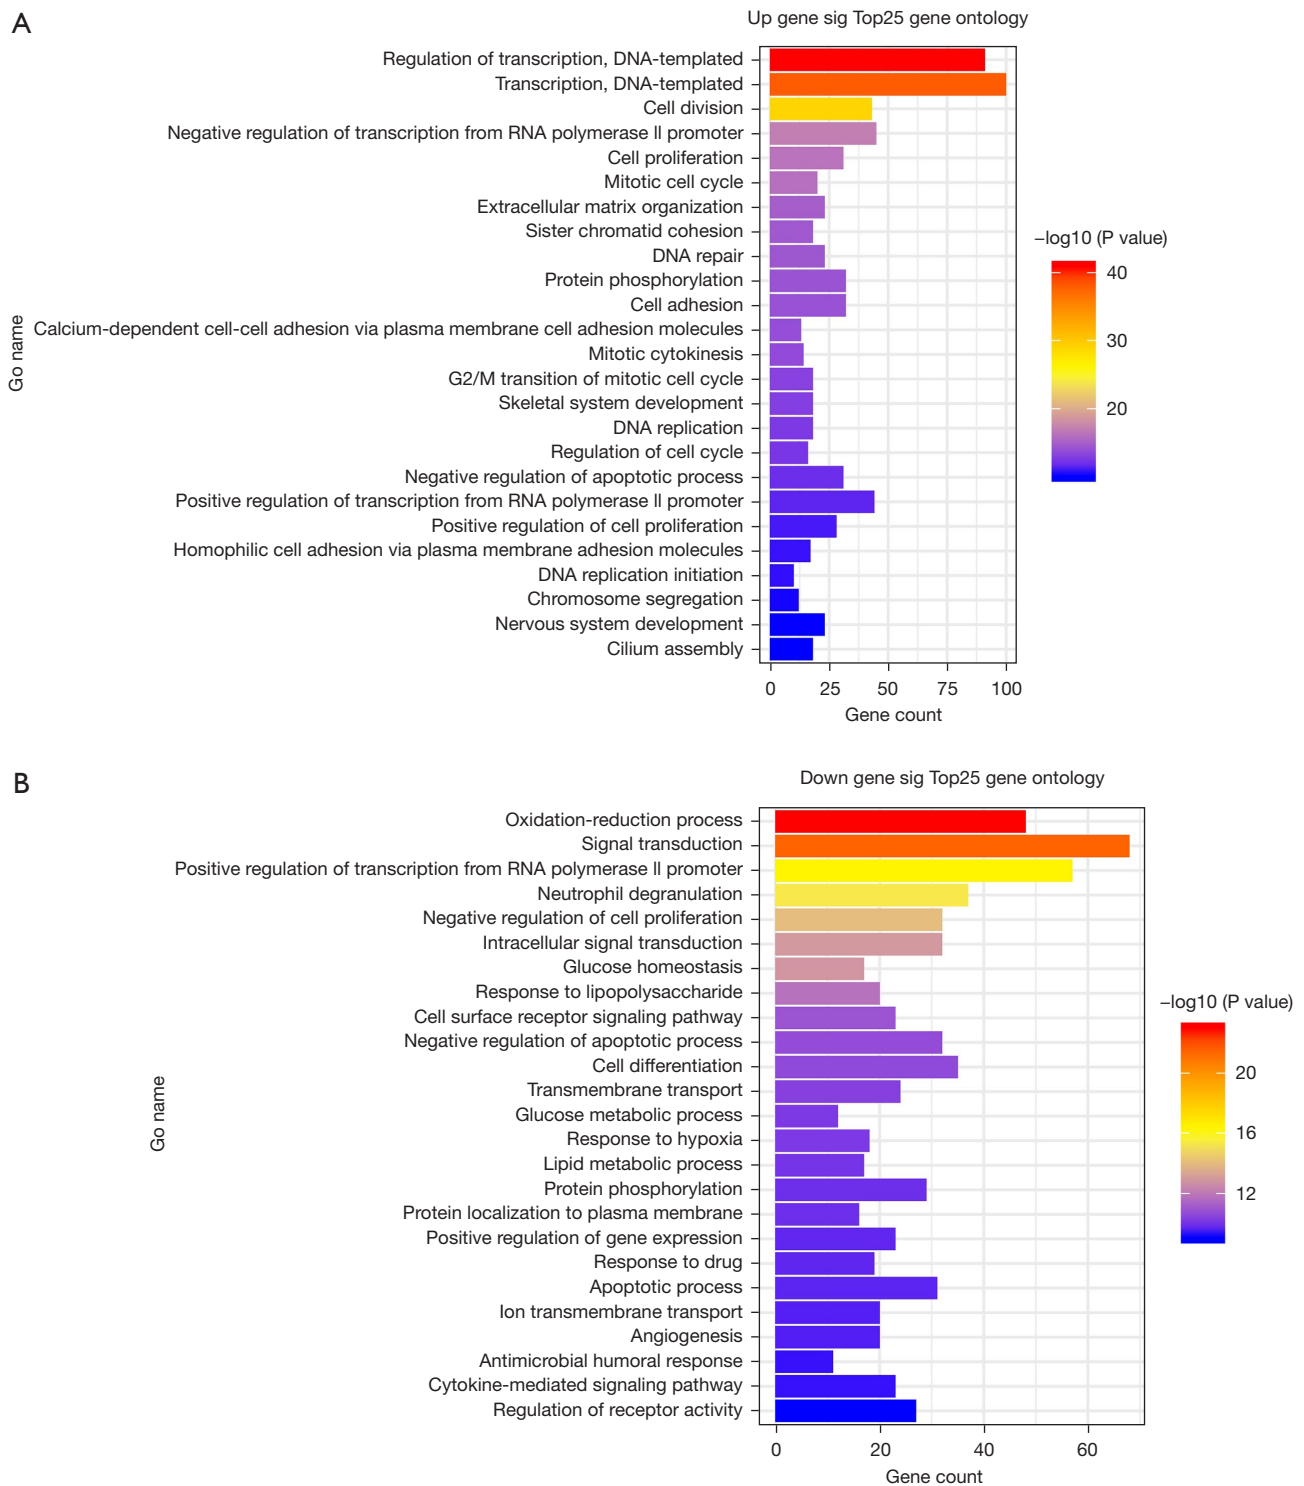 A
Up gene sig Top25 gene ontology
Regulation of transcription, DNA-templated
Transcription, DNA-templated
Cell division
Negative regulation of transcription from RNA polymerase II promoter
Cell proliferation
Mitotic cell cycle
Extracellular matrix organization
Sister chromatid cohesion
DNA repair
Protein phosphorylation
Cell adhesion
Calcium-dependent cell-cell adhesion via plasma membrane cell adhesion molecules
Mitotic cytokinesis
G2/M transition of mitotic cell cycle
Skeletal system development
DNA replication
Regulation of cell cycle
Negative regulation of apoptotic process
Positive regulation of transcription from RNA polymerase II promoter
Positive regulation of cell proliferation
Homophilic cell adhesion via plasma membrane adhesion molecules
DNA replication initiation
Chromosome segregation
Nervous system development
Cilium assembly
Go name
0 25 50 75 100
Gene count
−log10 (P value)
40
30
20
B
Down gene sig Top25 gene ontology
Oxidation-reduction process
Signal transduction
Positive regulation of transcription from RNA polymerase II promoter
Neutrophil degranulation
Negative regulation of cell proliferation
Intracellular signal transduction
Glucose homeostasis
Response to lipopolysaccharide
Cell surface receptor signaling pathway
Negative regulation of apoptotic process
Cell differentiation
Transmembrane transport
Glucose metabolic process
Response to hypoxia
Lipid metabolic process
Protein phosphorylation
Protein localization to plasma membrane
Positive regulation of gene expression
Response to drug
Apoptotic process
Ion transmembrane transport
Angiogenesis
Antimicrobial humoral response
Cytokine-mediated signaling pathway
Regulation of receptor activity
Go name
0 20 40 60
Gene count
−log10 (P value)
20
16
12